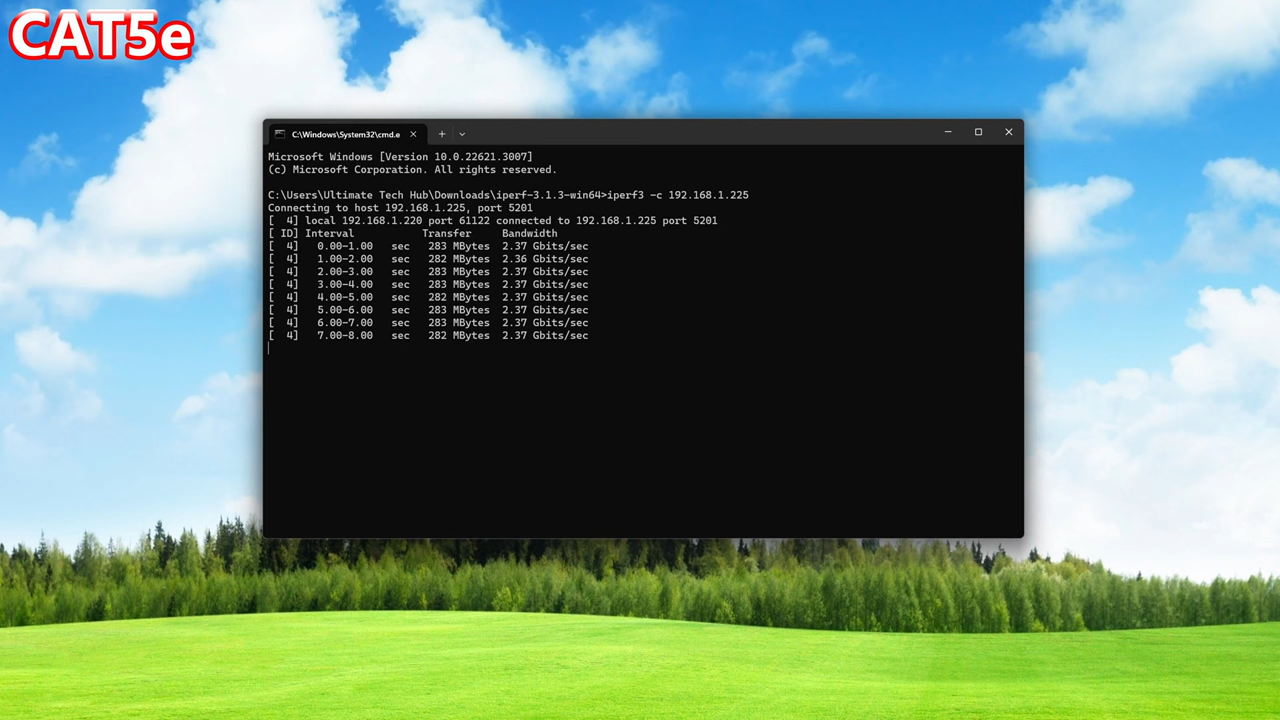 CAT5e
C:\Windows\System32\cmd.e
Microsoft Windows [Version 10.0.22621.3007]
(c) Microsoft Corporation. All rights reserved.
C:\Users\Ultimate Tech Hub\Downloads\iperf-3.1.3-win64>iperf3 -c 192.168.1.225
Connecting to host 192.168.1.225, port 5201
[  4] local 192.168.1.220 port 61122 connected to 192.168.1.225 port 5201
[ ID] Interval           Transfer     Bandwidth
[  4]   0.00-1.00   sec   283 MBytes  2.37 Gbits/sec
[  4]   1.00-2.00   sec   282 MBytes  2.36 Gbits/sec
[  4]   2.00-3.00   sec   283 MBytes  2.37 Gbits/sec
[  4]   3.00-4.00   sec   283 MBytes  2.37 Gbits/sec
[  4]   4.00-5.00   sec   282 MBytes  2.37 Gbits/sec
[  4]   5.00-6.00   sec   283 MBytes  2.37 Gbits/sec
[  4]   6.00-7.00   sec   283 MBytes  2.37 Gbits/sec
[  4]   7.00-8.00   sec   282 MBytes  2.37 Gbits/sec